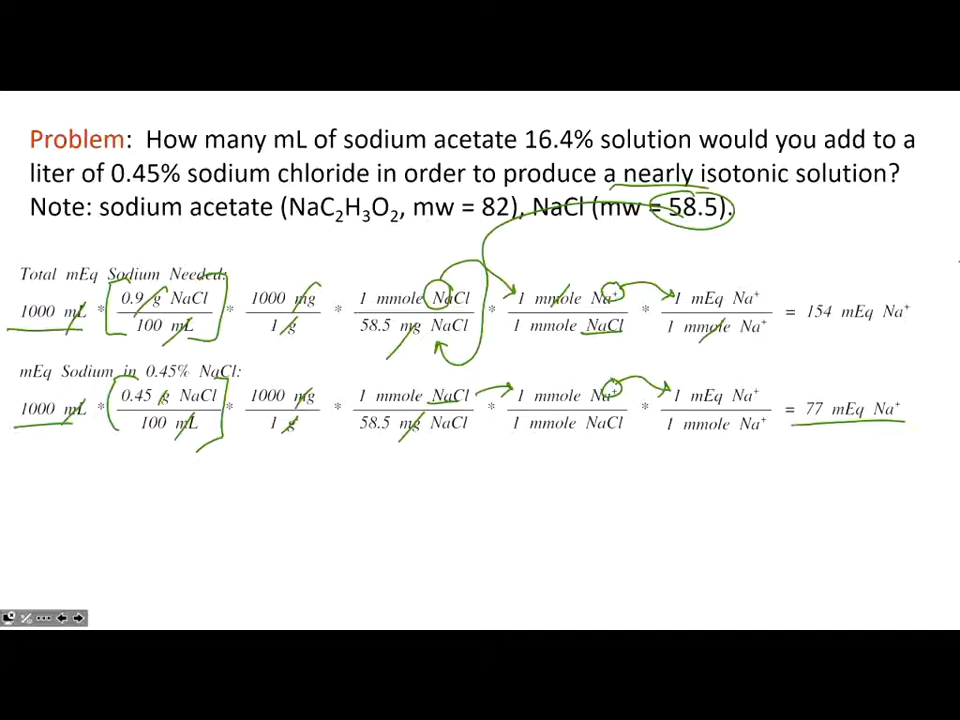 Problem: How many mL of sodium acetate 16.4% solution would you add to a
liter of 0.45% sodium chloride in order to produce a nearly isotonic solution?
Note: sodium acetate (NaC₂H₃O₂, mw = 82), NaCl (mw = 58.5).
Total mEq Sodium Needed:
1000 mL * 0.9 g NaCl / 100 mL * 1000 mg / 1 g * 1 mmole NaCl / 58.5 mg NaCl * 1 mmole Na⁺ / 1 mmole NaCl * 1 mEq Na⁺ / 1 mmole Na⁺ = 154 mEq Na⁺
mEq Sodium in 0.45% NaCl:
1000 mL * 0.45 g NaCl / 100 mL * 1000 mg / 1 g * 1 mmole NaCl / 58.5 mg NaCl * 1 mmole Na⁺ / 1 mmole NaCl * 1 mEq Na⁺ / 1 mmole Na⁺ = 77 mEq Na⁺